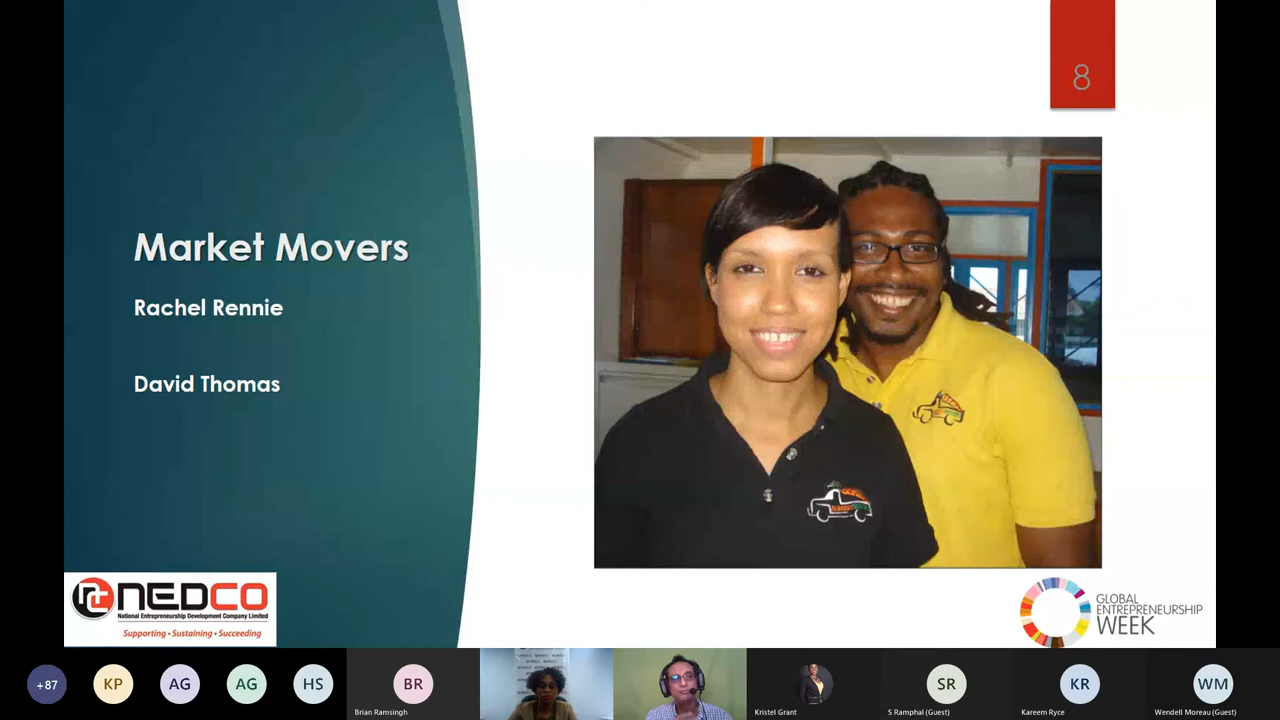 8
Market Movers
Rachel Rennie
David Thomas
NEDCO
National Entrepreneurship Development Company Limited
Supporting • Sustaining • Succeeding
GLOBAL
ENTREPRENEURSHIP
WEEK
+87
KP
AG
AG
HS
BR
Brian Ramsingh
Kristel Grant
SR
S Ramphal (Guest)
KR
Kareem Ryce
WM
Wendell Moreau (Guest)